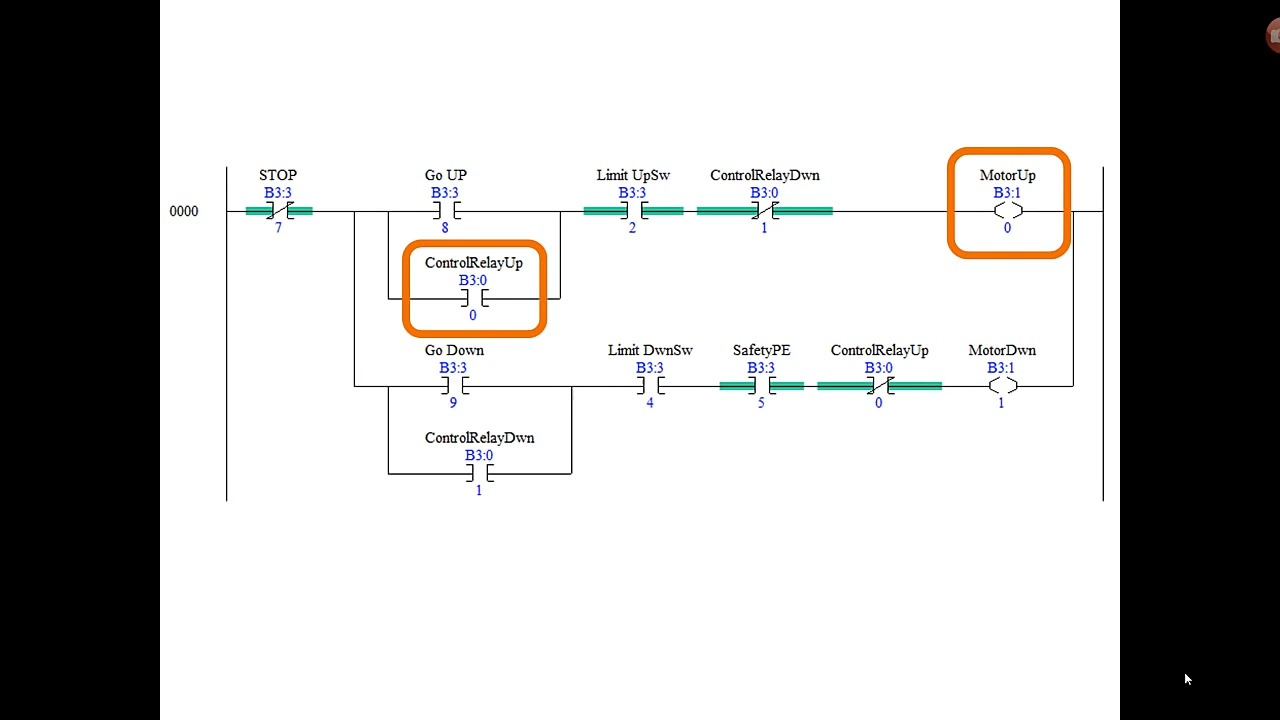 STOP Go UP Limit UpSw ControlRelayDwn MotorUp
B3:3 B3:3 B3:3 B3:0 B3:1
0000
7 8 2 1 0
ControlRelayUp
B3:0
0
Go Down Limit DwnSw SafetyPE ControlRelayUp MotorDwn
B3:3 B3:3 B3:3 B3:0 B3:1
9 4 5 0 1
ControlRelayDwn
B3:0
1